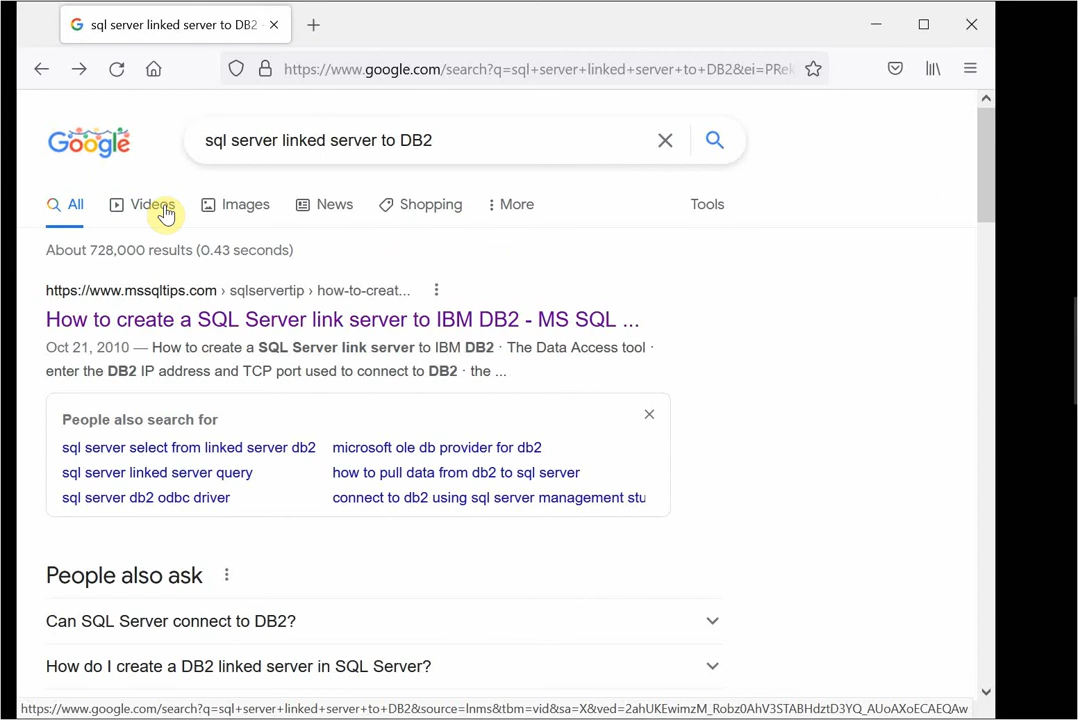 sql server linked server to DB2
https://www.google.com/search?q=sql+server+linked+server+to+DB2&ei=PRek
Google
sql server linked server to DB2
All Videos Images News Shopping More Tools
About 728,000 results (0.43 seconds)
https://www.mssqltips.com › sqlservertip › how-to-creat...
How to create a SQL Server link server to IBM DB2 - MS SQL ...
Oct 21, 2010 — How to create a SQL Server link server to IBM DB2 · The Data Access tool ·
enter the DB2 IP address and TCP port used to connect to DB2 · the ...
People also search for
sql server select from linked server db2 microsoft ole db provider for db2
sql server linked server query how to pull data from db2 to sql server
sql server db2 odbc driver connect to db2 using sql server management stu
People also ask
Can SQL Server connect to DB2?
How do I create a DB2 linked server in SQL Server?
https://www.google.com/search?q=sql+server+linked+server+to+DB2&source=lnms&tbm=vid&sa=X&ved=2ahUKEwimzM_Robz0AhV3STABHdztD3YQ_AUoAXoECAEQAw